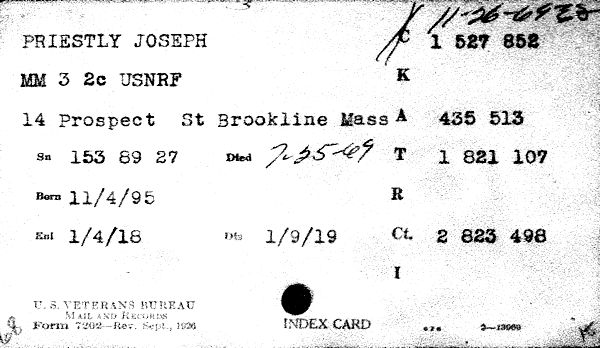 11-26-69
PRIESTLY JOSEPH C 1 527 852
MM 3 2c USNRF K
14 Prospect St Brookline Mass A 435 513
Sn 153 89 27 Died 7-25-69 T 1 821 107
Born 11/4/95 R
Enl 1/4/18 Dis 1/9/19 Ct. 2 823 498
I
U. S. VETERANS BUREAU
MAIL AND RECORDS
Form 7202—Rev. Sept., 1926 INDEX CARD 2—13969